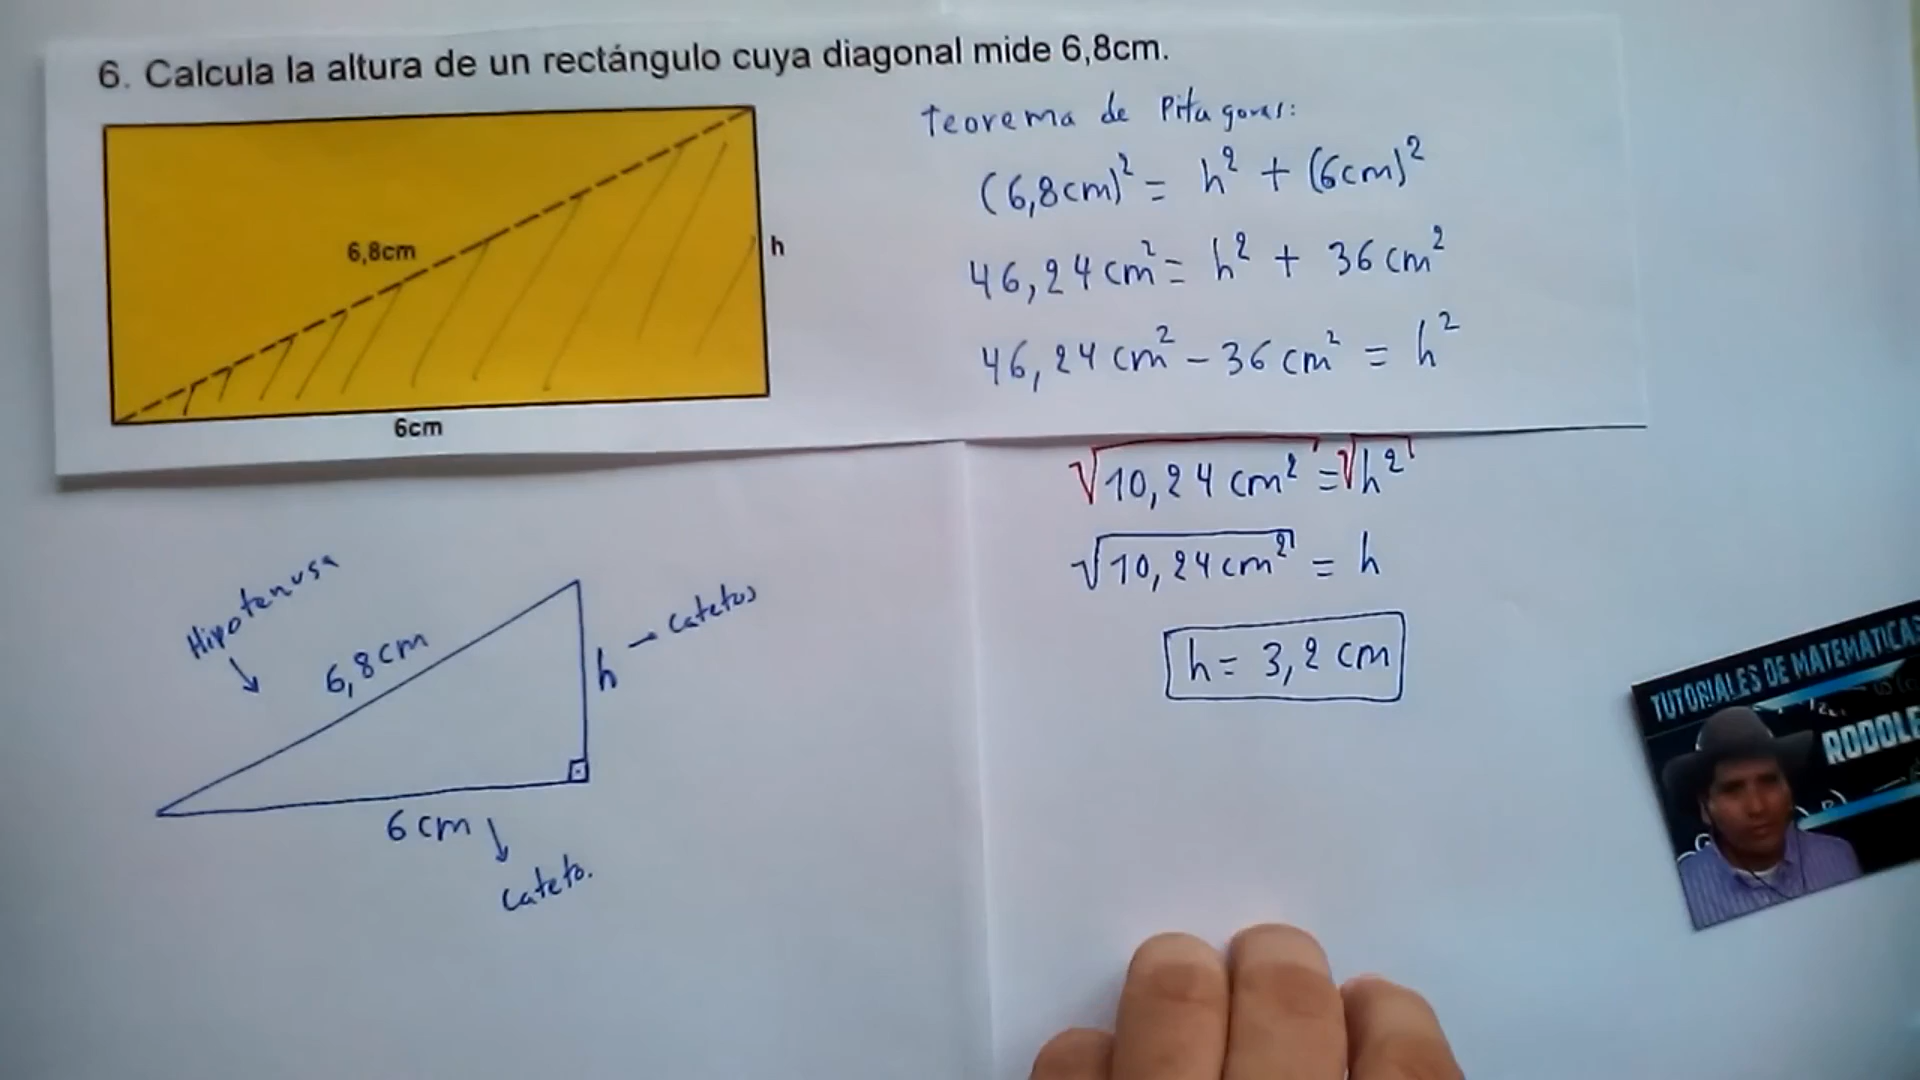 6. Calcula la altura de un rectángulo cuya diagonal mide 6,8cm.
6,8cm
h
6cm
Teorema de Pitagoras:
(6,8cm)² = h² + (6cm)²
46,24 cm² = h² + 36 cm²
46,24 cm² - 36 cm² = h²
√10,24 cm² = √h²
√10,24 cm² = h
h = 3,2 cm
Hipotenusa
6,8cm
h → catetos
6 cm
cateto.
TUTORIALES DE MATEMATICAS